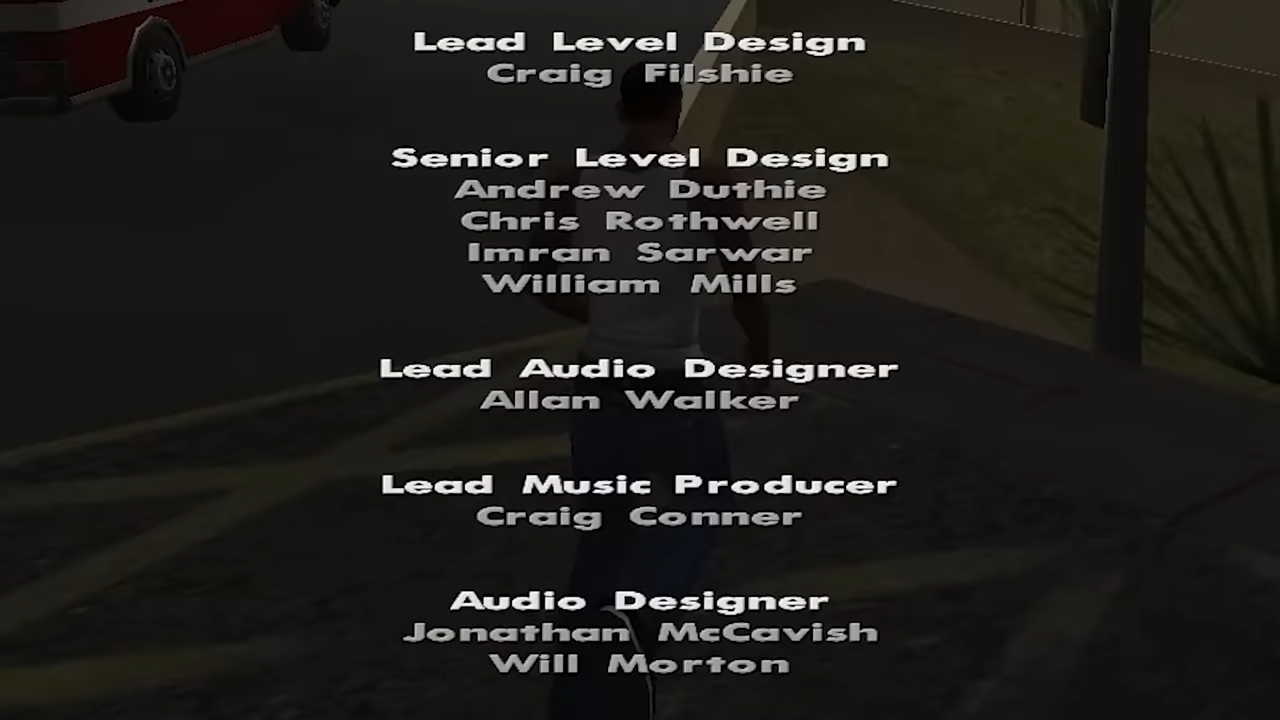 Lead Level Design
Craig Filshie
Senior Level Design
Andrew Duthie
Chris Rothwell
Imran Sarwar
William Mills
Lead Audio Designer
Allan Walker
Lead Music Producer
Craig Conner
Audio Designer
Jonathan McCavish
Will Morton